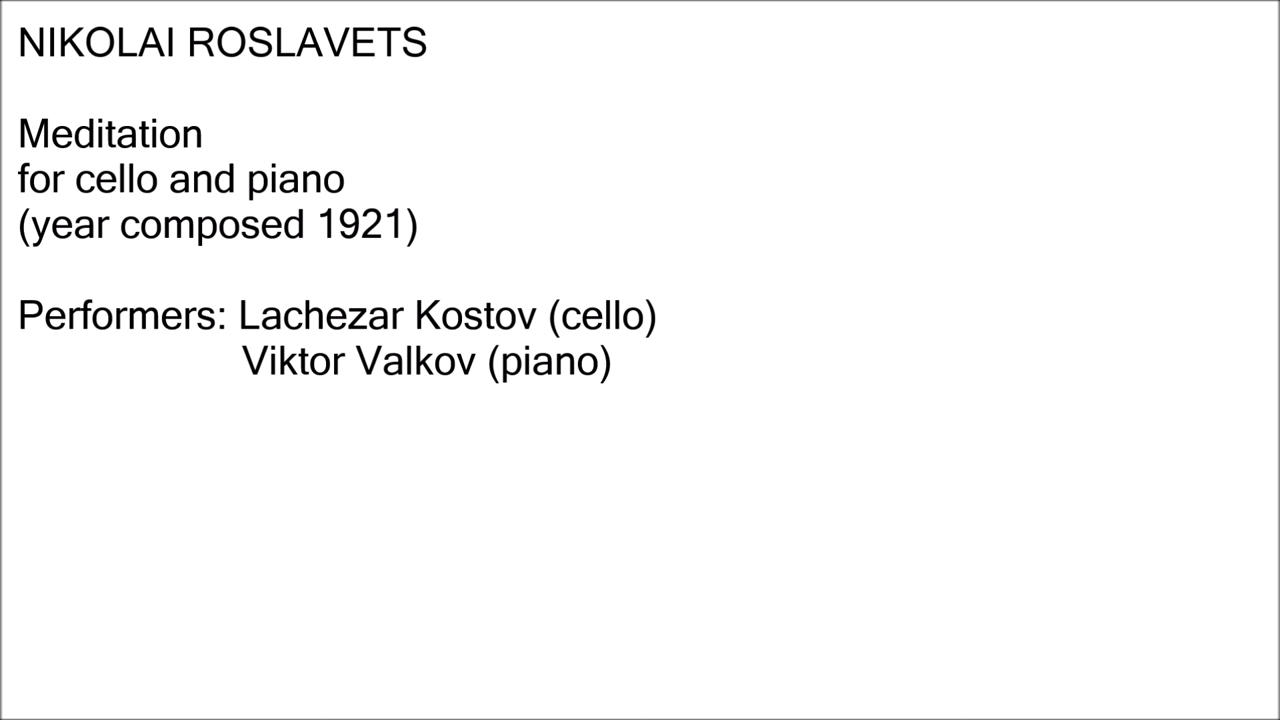 NIKOLAI ROSLAVETS
Meditation
for cello and piano
(year composed 1921)
Performers: Lachezar Kostov (cello)
Viktor Valkov (piano)